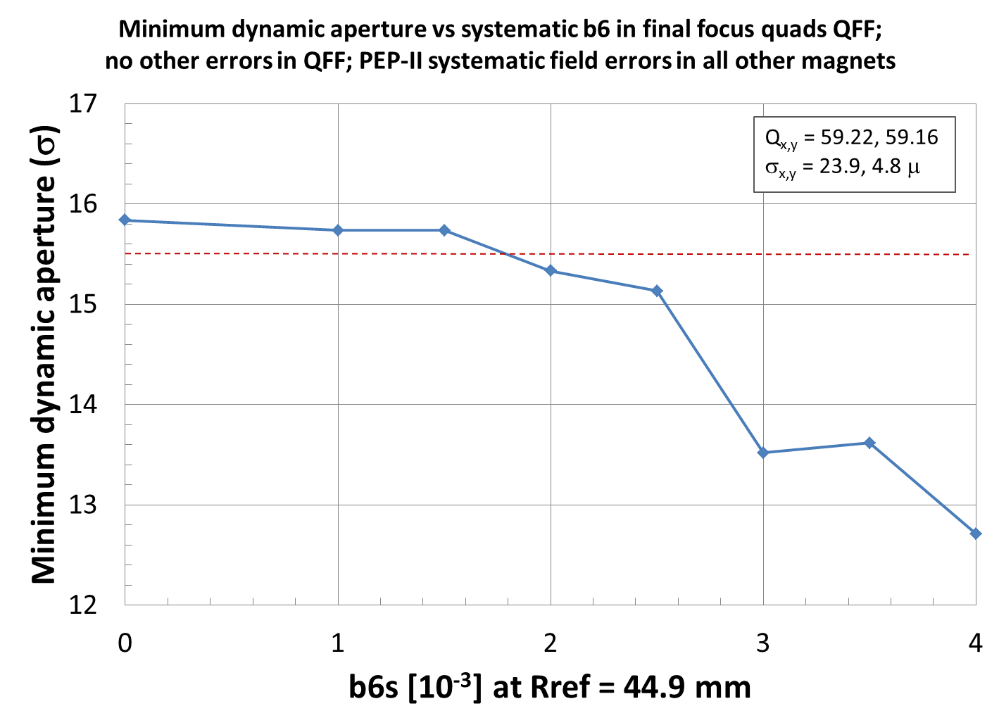 Minimum dynamic aperture vs systematic b6 in final focus quads QFF;
no other errors in QFF; PEP-II systematic field errors in all other magnets
Minimum dynamic aperture (σ)
17
16
15
14
13
12
Qx,y = 59.22, 59.16
σx,y = 23.9, 4.8 μ
0 1 2 3 4
b6s [10⁻³] at Rref = 44.9 mm